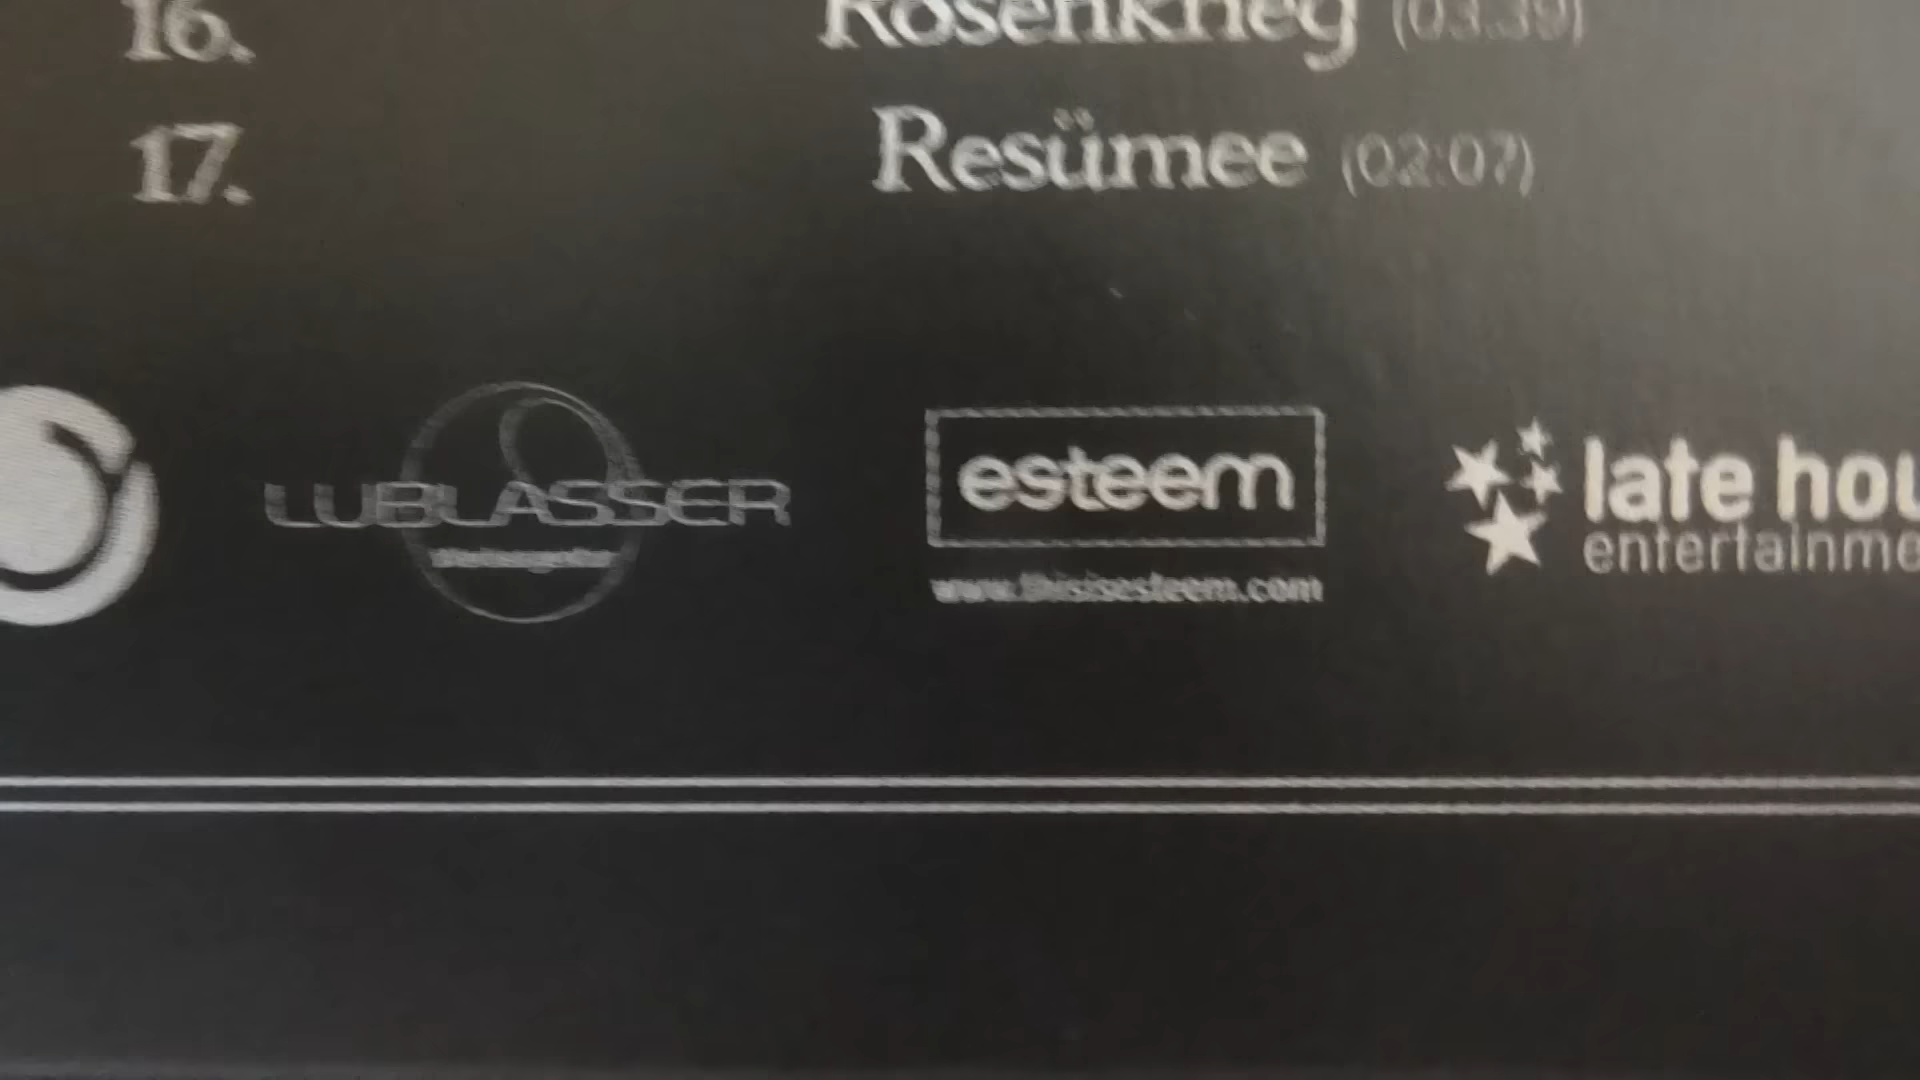 16. Rosenkrieg (03:39)
17. Resümee (02:07)
LUBLASSER
esteem
www.thisisesteem.com
late hou
entertainme